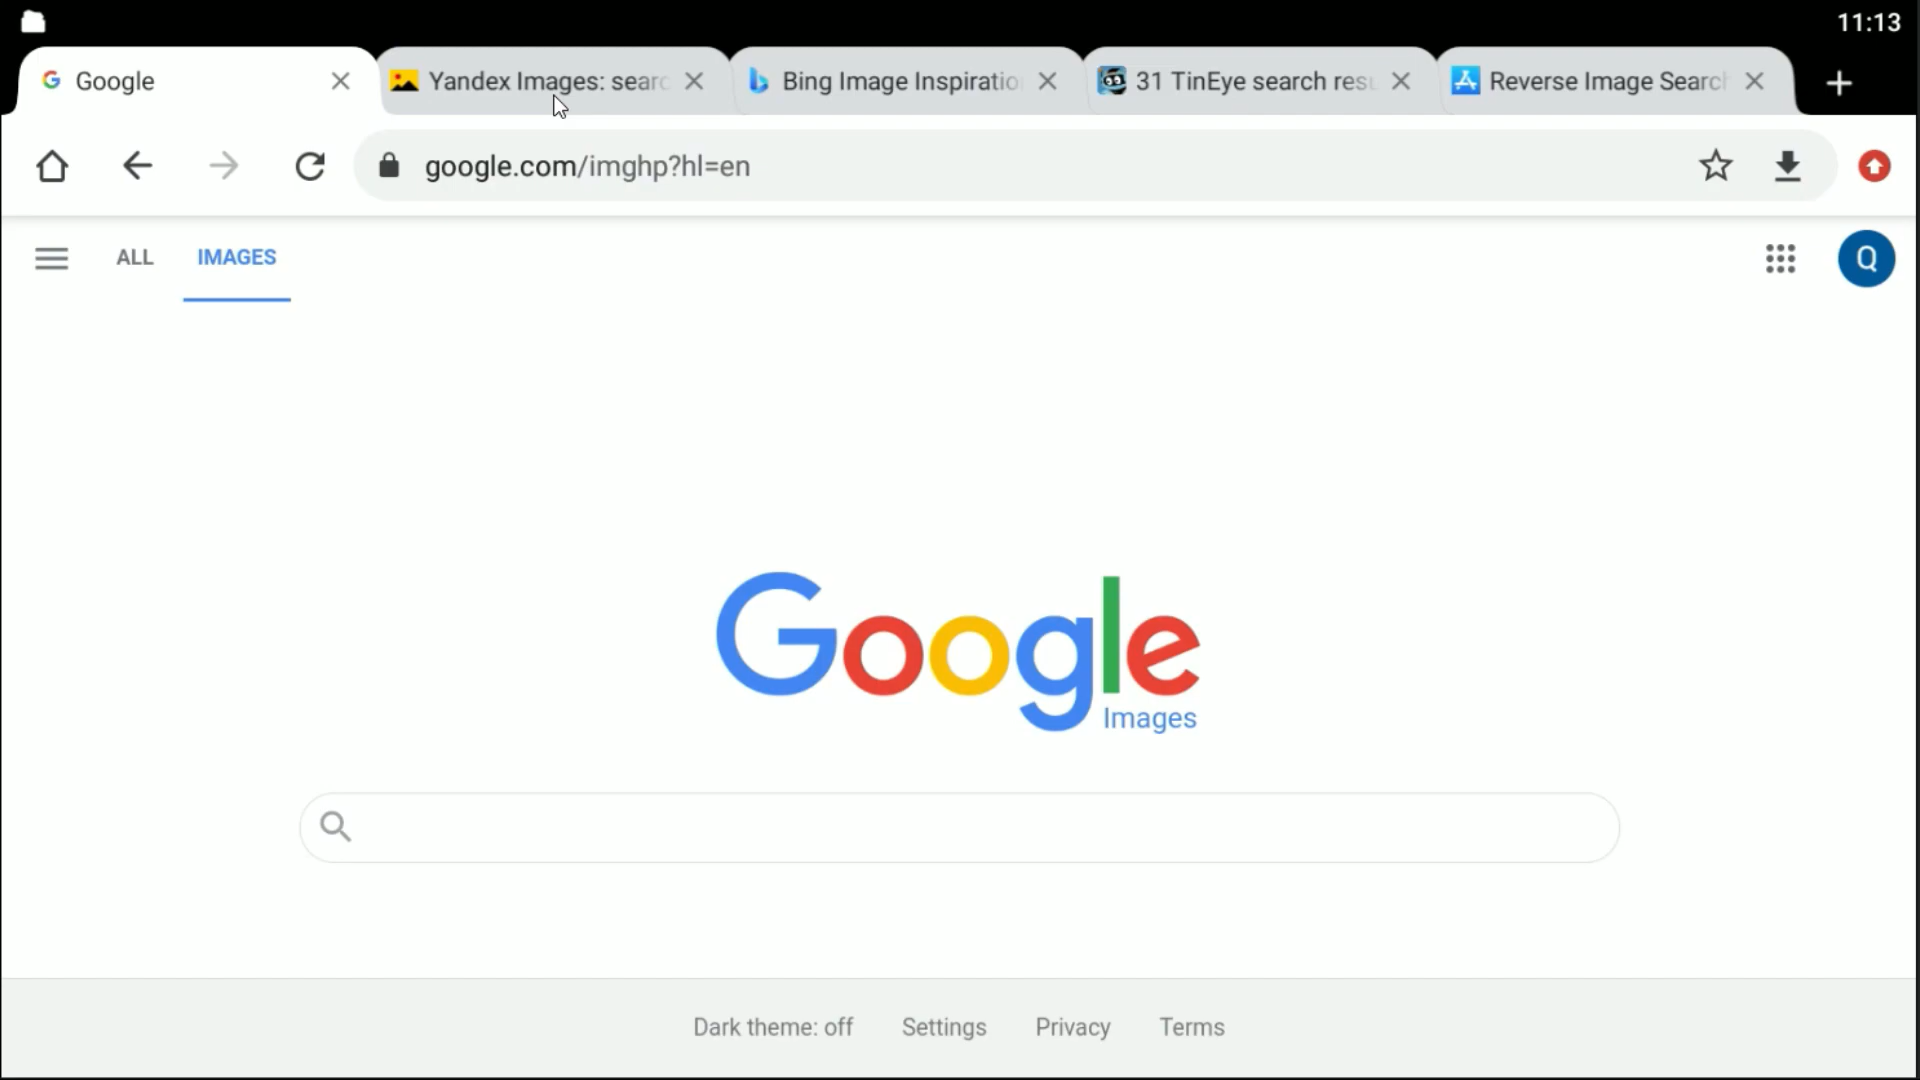 11:13
Google
Yandex Images: searc
Bing Image Inspiratio
31 TinEye search resu
Reverse Image Search
google.com/imghp?hl=en
ALL
IMAGES
Q
Google
Images
Dark theme: off
Settings
Privacy
Terms